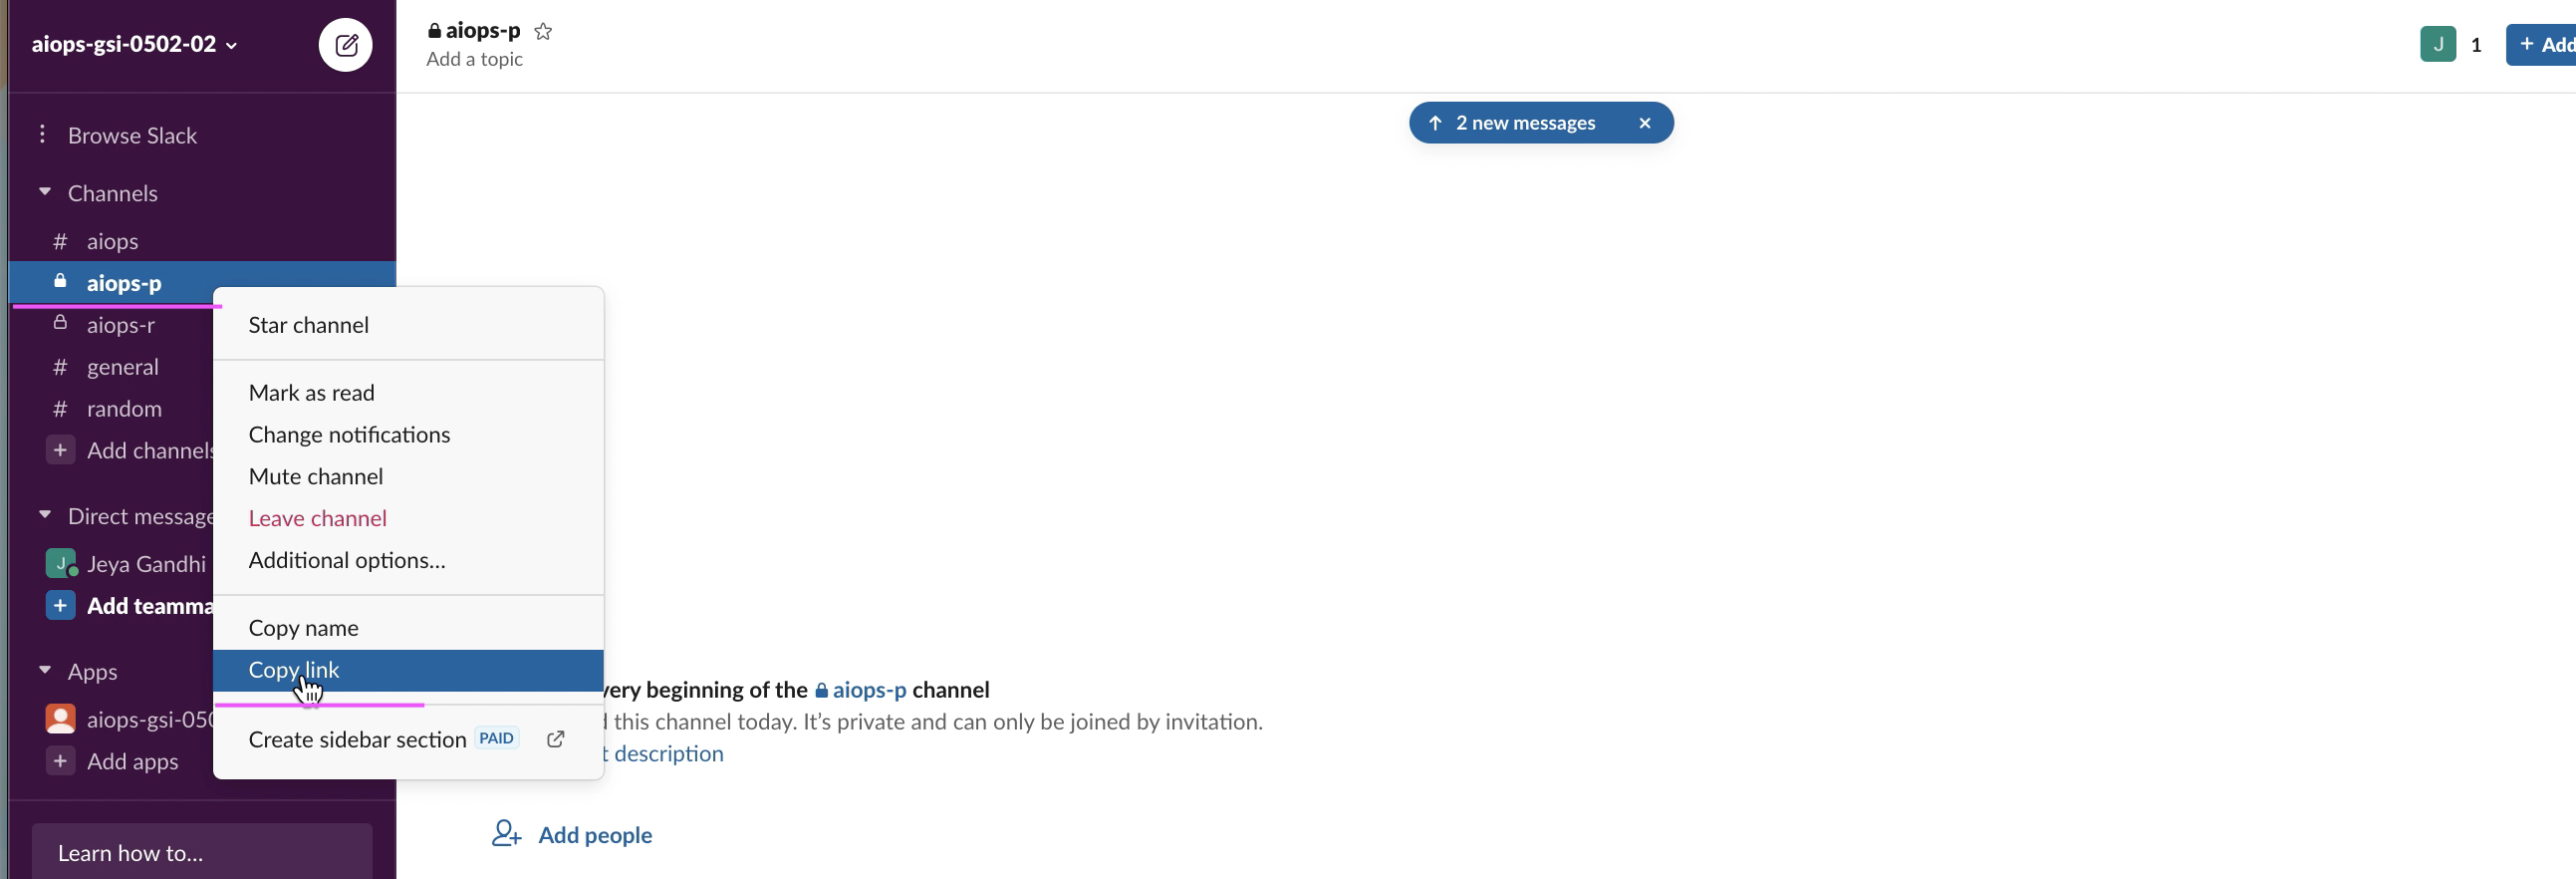 aiops-gsi-0502-02
Browse Slack
Channels
# aiops
aiops-p
aiops-r
# general
# random
+ Add channels
Direct message
J Jeya Gandhi
+ Add teamma
Apps
aiops-gsi-050
+ Add apps
Learn how to...
Star channel
Mark as read
Change notifications
Mute channel
Leave channel
Additional options...
Copy name
Copy link
Create sidebar section PAID
aiops-p
Add a topic
J 1 + Add
2 new messages ×
very beginning of the aiops-p channel
d this channel today. It's private and can only be joined by invitation.
t description
Add people